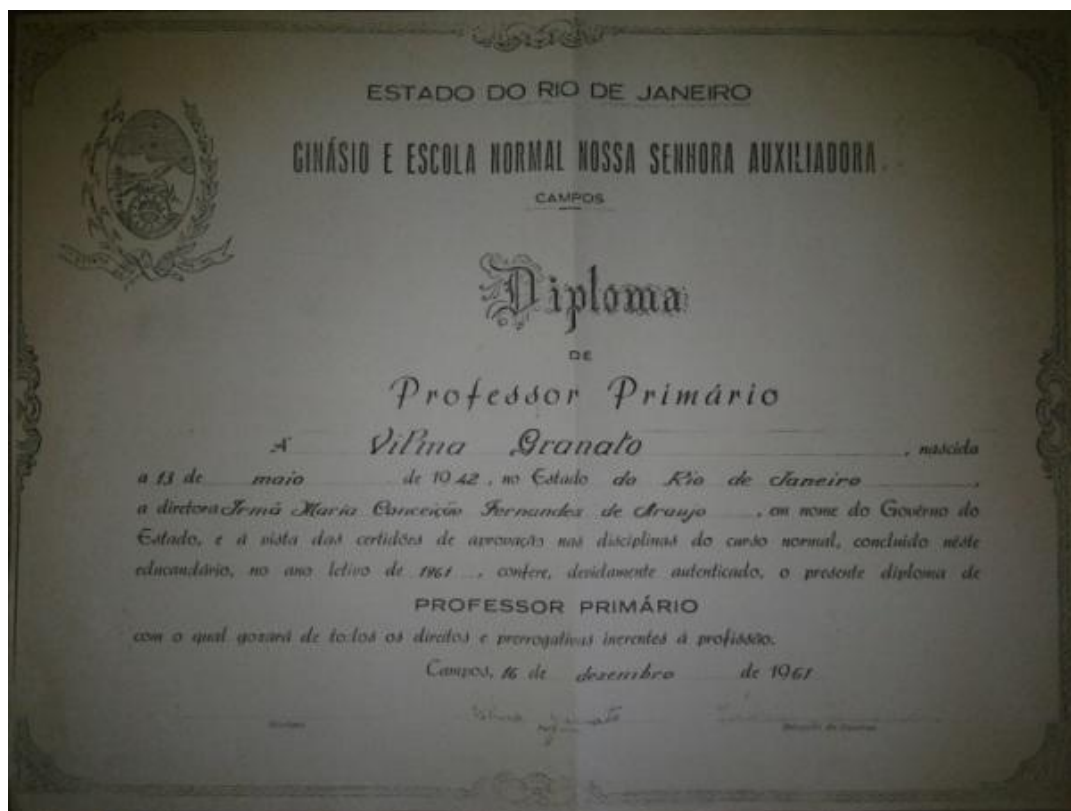 ESTADO DO RIO DE JANEIRO
GINÁSIO E ESCOLA NORMAL NOSSA SENHORA AUXILIADORA
CAMPOS
Diploma
DE
Professor Primário
A Vilma Granato, nascida
a 13 de maio de 1942, no Estado do Rio de Janeiro,
a diretora Irmã Maria Conceição Fernandes de Araujo, em nome do Govêrno do
Estado, e á vista das certidões de aprovação nas disciplinas do curso normal, concluido nêste
educandário, no ano letivo de 1961, confere, devidamente autenticado, o presente diploma de
PROFESSOR PRIMÁRIO
com o qual gozará de todos os direitos e prerrogativas inerentes á profissão.
Campos, 16 de dezembro de 1961